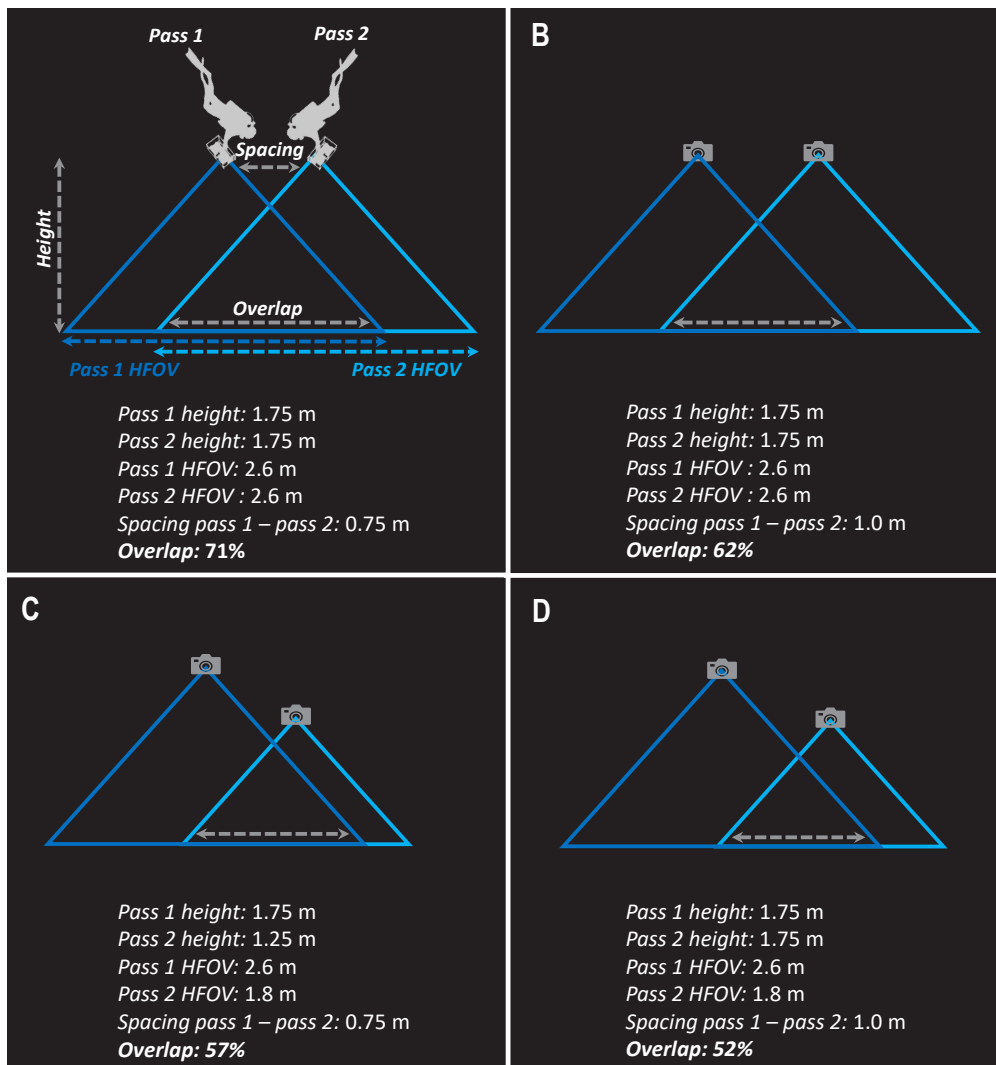 Pass 1
Pass 2
Spacing
Height
Overlap
Pass 1 HFOV
Pass 2 HFOV
Pass 1 height: 1.75 m
Pass 2 height: 1.75 m
Pass 1 HFOV: 2.6 m
Pass 2 HFOV : 2.6 m
Spacing pass 1 – pass 2: 0.75 m
Overlap: 71%
B
Pass 1 height: 1.75 m
Pass 2 height: 1.75 m
Pass 1 HFOV : 2.6 m
Pass 2 HFOV : 2.6 m
Spacing pass 1 – pass 2: 1.0 m
Overlap: 62%
C
Pass 1 height: 1.75 m
Pass 2 height: 1.25 m
Pass 1 HFOV: 2.6 m
Pass 2 HFOV: 1.8 m
Spacing pass 1 – pass 2: 0.75 m
Overlap: 57%
D
Pass 1 height: 1.75 m
Pass 2 height: 1.75 m
Pass 1 HFOV: 2.6 m
Pass 2 HFOV: 1.8 m
Spacing pass 1 – pass 2: 1.0 m
Overlap: 52%